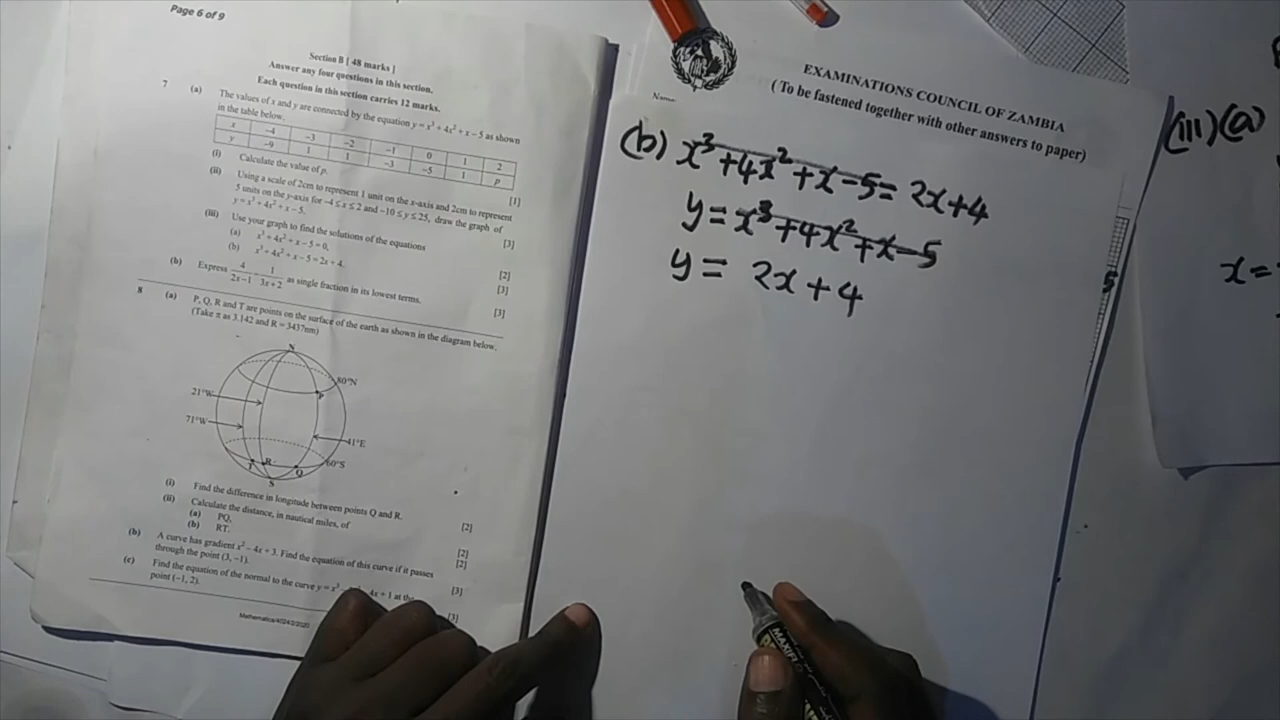 Page 6 of 9
Section B [ 48 marks ]
Answer any four questions in this section.
Each question in this section carries 12 marks.
7 (a) The values of x and y are connected by the equation y = x³ + 4x² + x − 5 as shown
in the table below.
x −4 −3 −2 −1 0 1 2
y −9 1 1 −3 −5 1 p
(i) Calculate the value of p. [1]
(ii) Using a scale of 2cm to represent 1 unit on the x-axis and 2cm to represent
5 units on the y-axis for −4 ≤ x ≤ 2 and −10 ≤ y ≤ 25, draw the graph of
y = x³ + 4x² + x − 5. [3]
(iii) Use your graph to find the solutions of the equations
(a) x³ + 4x² + x − 5 = 0, [2]
(b) x³ + 4x² + x − 5 = 2x + 4. [3]
(b) Express 4/(2x−1) − 1/(3x+2) as single fraction in its lowest terms. [3]
8 (a) P, Q, R and T are points on the surface of the earth as shown in the diagram below.
(Take π as 3.142 and R = 3437nm)
N
80°N
P
21°W
71°W
41°E
60°S
T
R
Q
S
(i) Find the difference in longitude between points Q and R. [2]
(ii) Calculate the distance, in nautical miles, of
(a) PQ, [2]
(b) RT. [2]
(b) A curve has gradient x² − 4x + 3. Find the equation of this curve if it passes
through the point (3, −1). [3]
(c) Find the equation of the normal to the curve y = x³ 4x + 1 at the
point (−1, 2). [3]
Mathematics/4024/2/2020
EXAMINATIONS COUNCIL OF ZAMBIA
( To be fastened together with other answers to paper)
Name:
(b) x³+4x²+x−5= 2x+4
y= x³+4x²+x−5
y= 2x+4
5
MAXIFL
(iii)(a)
x=